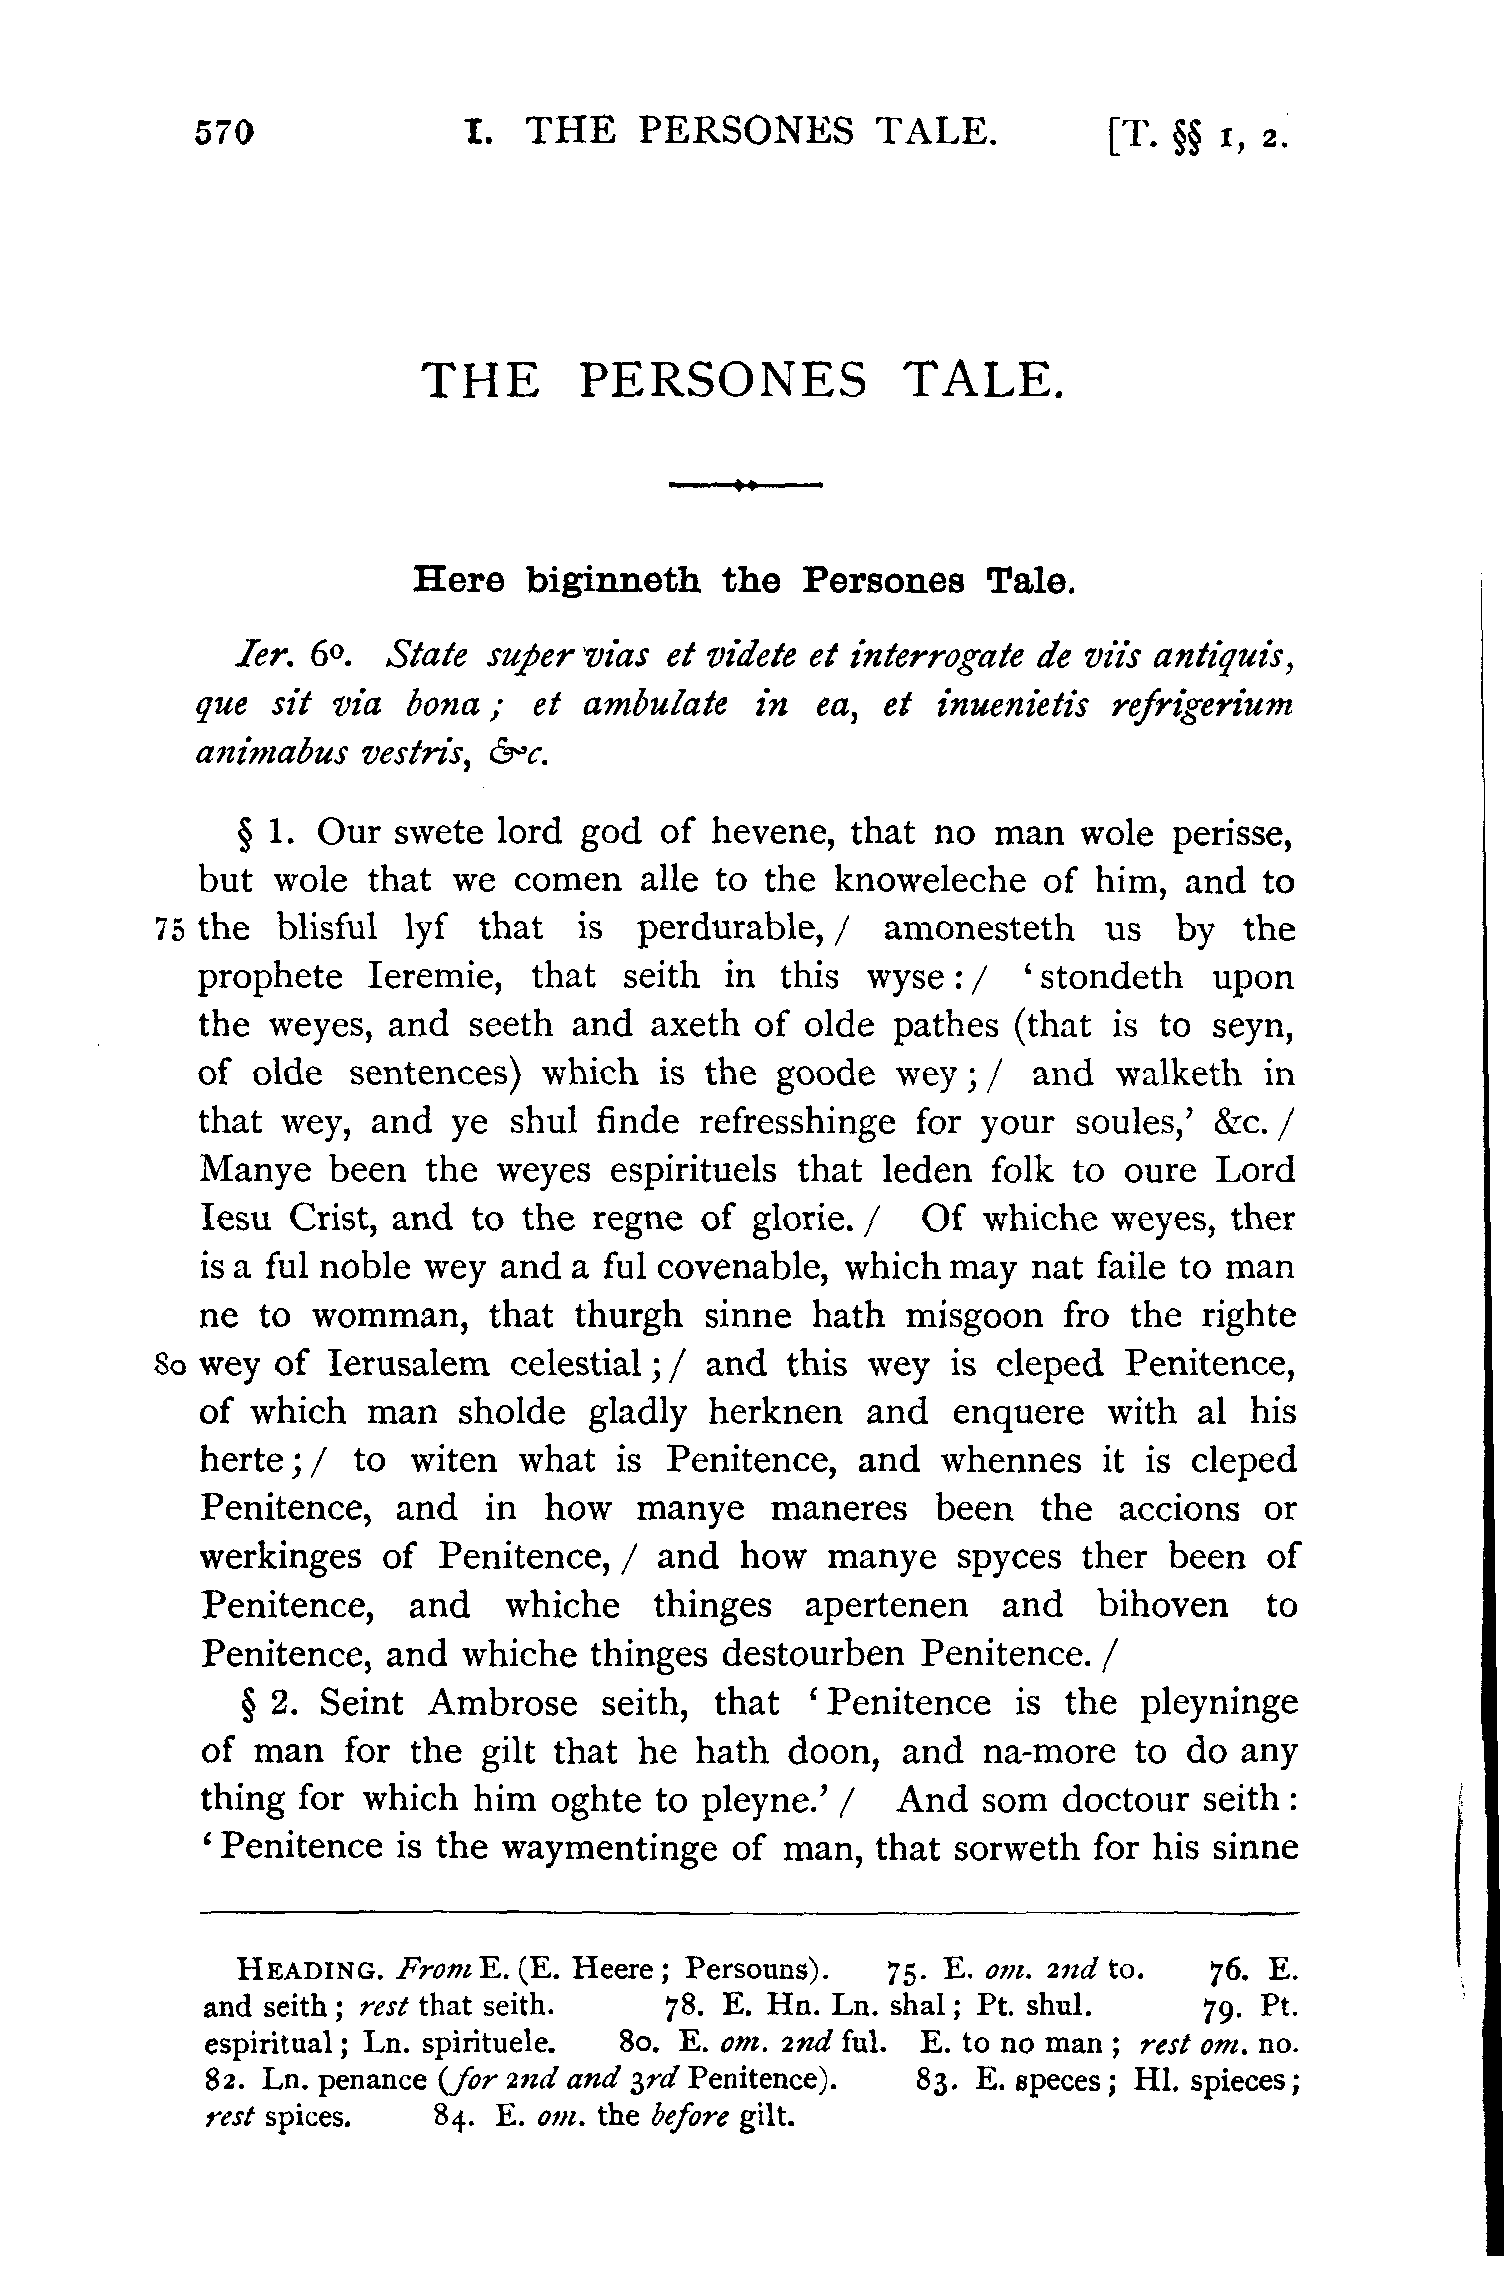 570 I. THE PERSONES TALE. [T. §§ 1, 2.
THE PERSONES TALE.
Here biginneth the Persones Tale.
Ier. 6o. State super vias et videte et interrogate de viis antiquis,
que sit via bona ; et ambulate in ea, et inuenietis refrigerium
animabus vestris, &c.
§ 1. Our swete lord god of hevene, that no man wole perisse,
but wole that we comen alle to the knoweleche of him, and to
75 the blisful lyf that is perdurable, / amonesteth us by the
prophete Ieremie, that seith in this wyse : / ‘ stondeth upon
the weyes, and seeth and axeth of olde pathes (that is to seyn,
of olde sentences) which is the goode wey ; / and walketh in
that wey, and ye shul finde refresshinge for your soules,’ &c. /
Manye been the weyes espirituels that leden folk to oure Lord
Iesu Crist, and to the regne of glorie. / Of whiche weyes, ther
is a ful noble wey and a ful covenable, which may nat faile to man
ne to womman, that thurgh sinne hath misgoon fro the righte
80 wey of Ierusalem celestial ; / and this wey is cleped Penitence,
of which man sholde gladly herknen and enquere with al his
herte ; / to witen what is Penitence, and whennes it is cleped
Penitence, and in how manye maneres been the accions or
werkinges of Penitence, / and how manye spyces ther been of
Penitence, and whiche thinges apertenen and bihoven to
Penitence, and whiche thinges destourben Penitence. /
§ 2. Seint Ambrose seith, that ‘ Penitence is the pleyninge
of man for the gilt that he hath doon, and na-more to do any
thing for which him oghte to pleyne.’ / And som doctour seith :
‘ Penitence is the waymentinge of man, that sorweth for his sinne
HEADING. From E. (E. Heere ; Persouns). 75. E. om. 2nd to. 76. E.
and seith ; rest that seith. 78. E. Hn. Ln. shal ; Pt. shul. 79. Pt.
espiritual ; Ln. spirituele. 80. E. om. 2nd ful. E. to no man ; rest om. no.
82. Ln. penance (for 2nd and 3rd Penitence). 83. E. speces ; Hl. spieces ;
rest spices. 84. E. om. the before gilt.